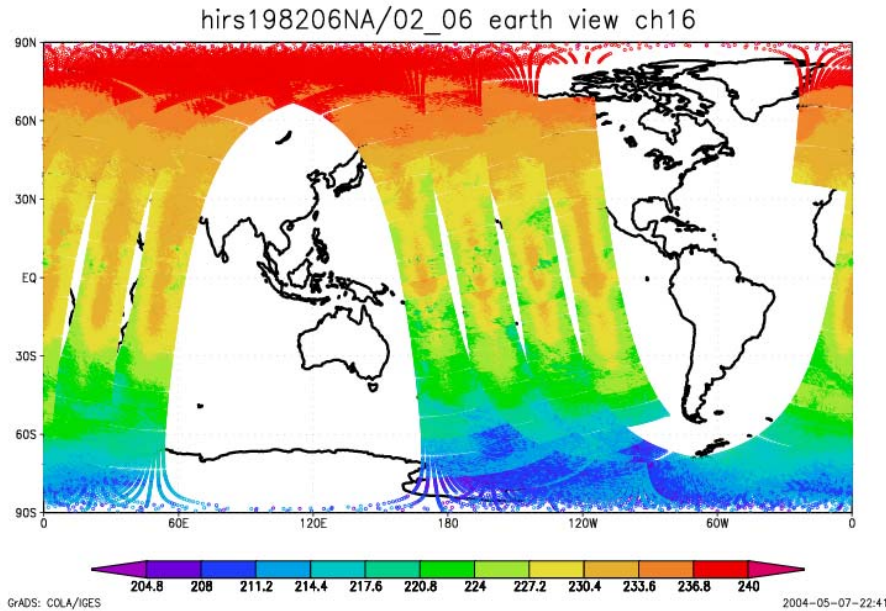 hirs198206NA/02_06 earth view ch16
90N
60N
30N
EQ
30S
60S
90S
0 60E 120E 180 120W 60W 0
204.8 208 211.2 214.4 217.6 220.8 224 227.2 230.4 233.6 236.8 240
GrADS: COLA/IGES 2004-05-07-22:41